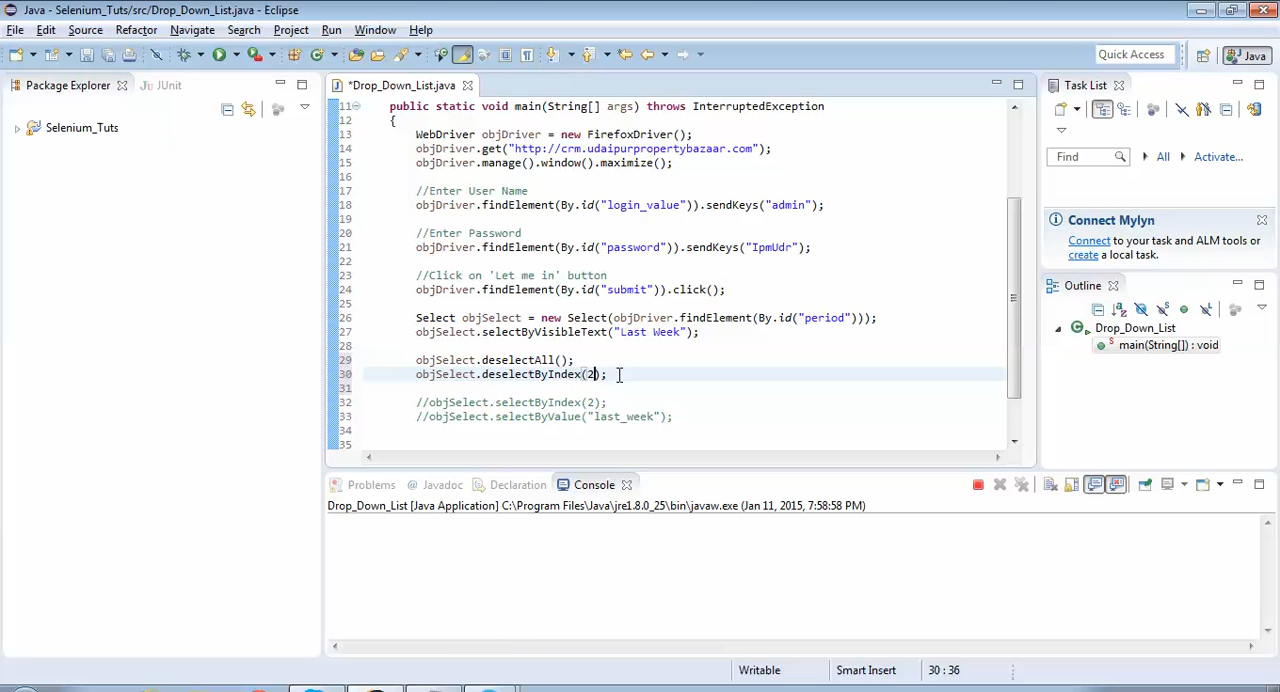 Java - Selenium_Tuts/src/Drop_Down_List.java - Eclipse
File Edit Source Refactor Navigate Search Project Run Window Help
Quick Access Java
Package Explorer JUnit *Drop_Down_List.java Task List
11 public static void main(String[] args) throws InterruptedException
12 {
Selenium_Tuts
13 WebDriver objDriver = new FirefoxDriver();
14 objDriver.get("http://crm.udaipurpropertybazaar.com");
15 objDriver.manage().window().maximize();
Find All Activate...
16
17 //Enter User Name
18 objDriver.findElement(By.id("login_value")).sendKeys("admin");
19
20 //Enter Password
21 objDriver.findElement(By.id("password")).sendKeys("IpmUdr");
22
23 //Click on 'Let me in' button
24 objDriver.findElement(By.id("submit")).click();
25
26 Select objSelect = new Select(objDriver.findElement(By.id("period")));
27 objSelect.selectByVisibleText("Last Week");
28
29 objSelect.deselectAll();
30 objSelect.deselectByIndex(2);
31
32 //objSelect.selectByIndex(2);
33 //objSelect.selectByValue("last_week");
34
35
Connect Mylyn
Connect to your task and ALM tools or
create a local task.
Outline
Drop_Down_List
S main(String[]) : void
Problems Javadoc Declaration Console
Drop_Down_List [Java Application] C:\Program Files\Java\jre1.8.0_25\bin\javaw.exe (Jan 11, 2015, 7:58:58 PM)
Writable Smart Insert 30 : 36